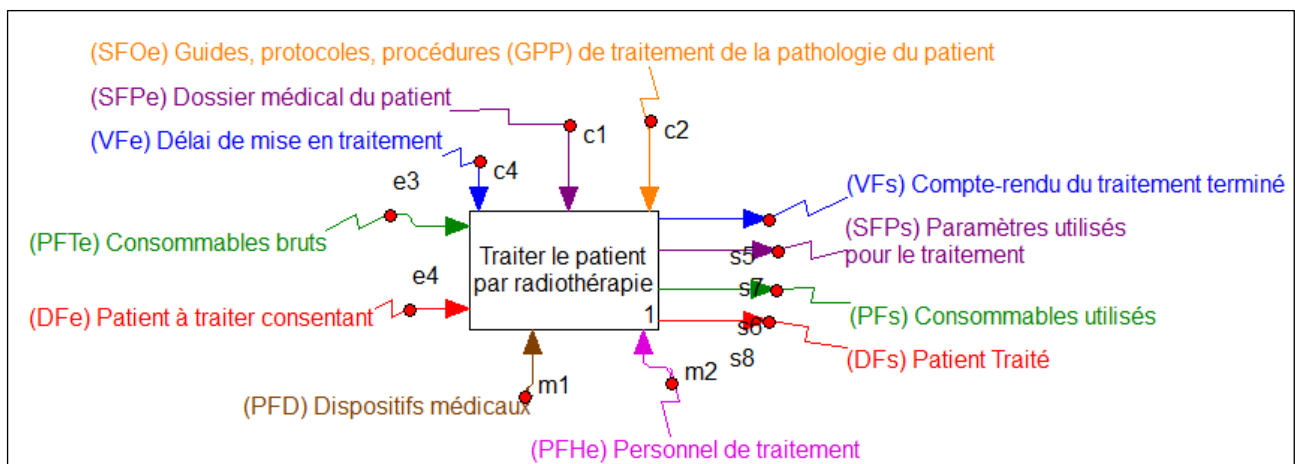 (SFOe) Guides, protocoles, procédures (GPP) de traitement de la pathologie du patient
(SFPe) Dossier médical du patient
c1
c2
(VFe) Délai de mise en traitement
c4
e3
(VFs) Compte-rendu du traitement terminé
(PFTe) Consommables bruts
Traiter le patient
par radiothérapie
1
s5
(SFPs) Paramètres utilisés
pour le traitement
e4
s7
(DFe) Patient à traiter consentant
s6
(PFs) Consommables utilisés
s8
(DFs) Patient Traité
m1
m2
(PFD) Dispositifs médicaux
(PFHe) Personnel de traitement